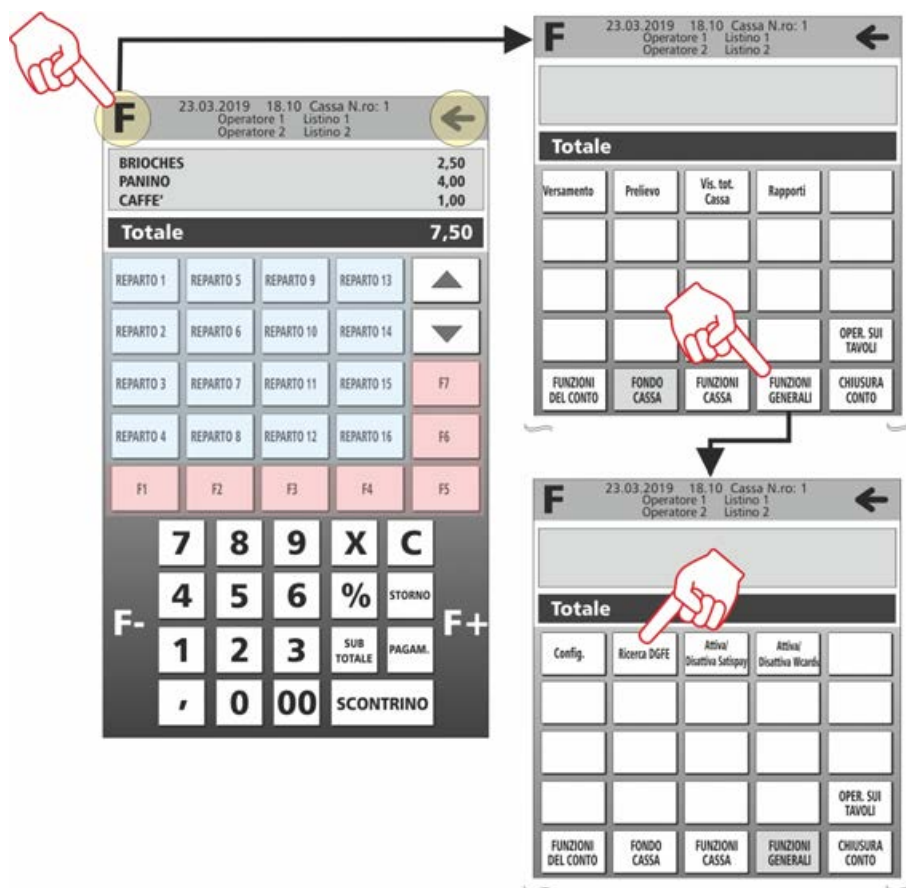 F
23.03.2019 18.10 Cassa N.ro: 1
Operatore 1 Listino 1
Operatore 2 Listino 2
BRIOCHES 2,50
PANINO 4,00
CAFFE' 1,00
Totale 7,50
REPARTO 1 REPARTO 5 REPARTO 9 REPARTO 13
REPARTO 2 REPARTO 6 REPARTO 10 REPARTO 14
REPARTO 3 REPARTO 7 REPARTO 11 REPARTO 15 F7
REPARTO 4 REPARTO 8 REPARTO 12 REPARTO 16 F6
F1 F2 F3 F4 F5
7 8 9 X C
4 5 6 % STORNO
F- F+
1 2 3 SUB TOTALE PAGAM.
, 0 00 SCONTRINO
F
23.03.2019 18.10 Cassa N.ro: 1
Operatore 1 Listino 1
Operatore 2 Listino 2
Totale
Versamento Prelievo Vis. tot. Cassa Rapporti
OPER. SUI TAVOLI
FUNZIONI DEL CONTO FONDO CASSA FUNZIONI CASSA FUNZIONI GENERALI CHIUSURA CONTO
F
23.03.2019 18.10 Cassa N.ro: 1
Operatore 1 Listino 1
Operatore 2 Listino 2
Totale
Config. Ricerca DGFE Attiva/ Disattiva Satispay Attiva/ Disattiva Wcardu
OPER. SUI TAVOLI
FUNZIONI DEL CONTO FONDO CASSA FUNZIONI CASSA FUNZIONI GENERALI CHIUSURA CONTO